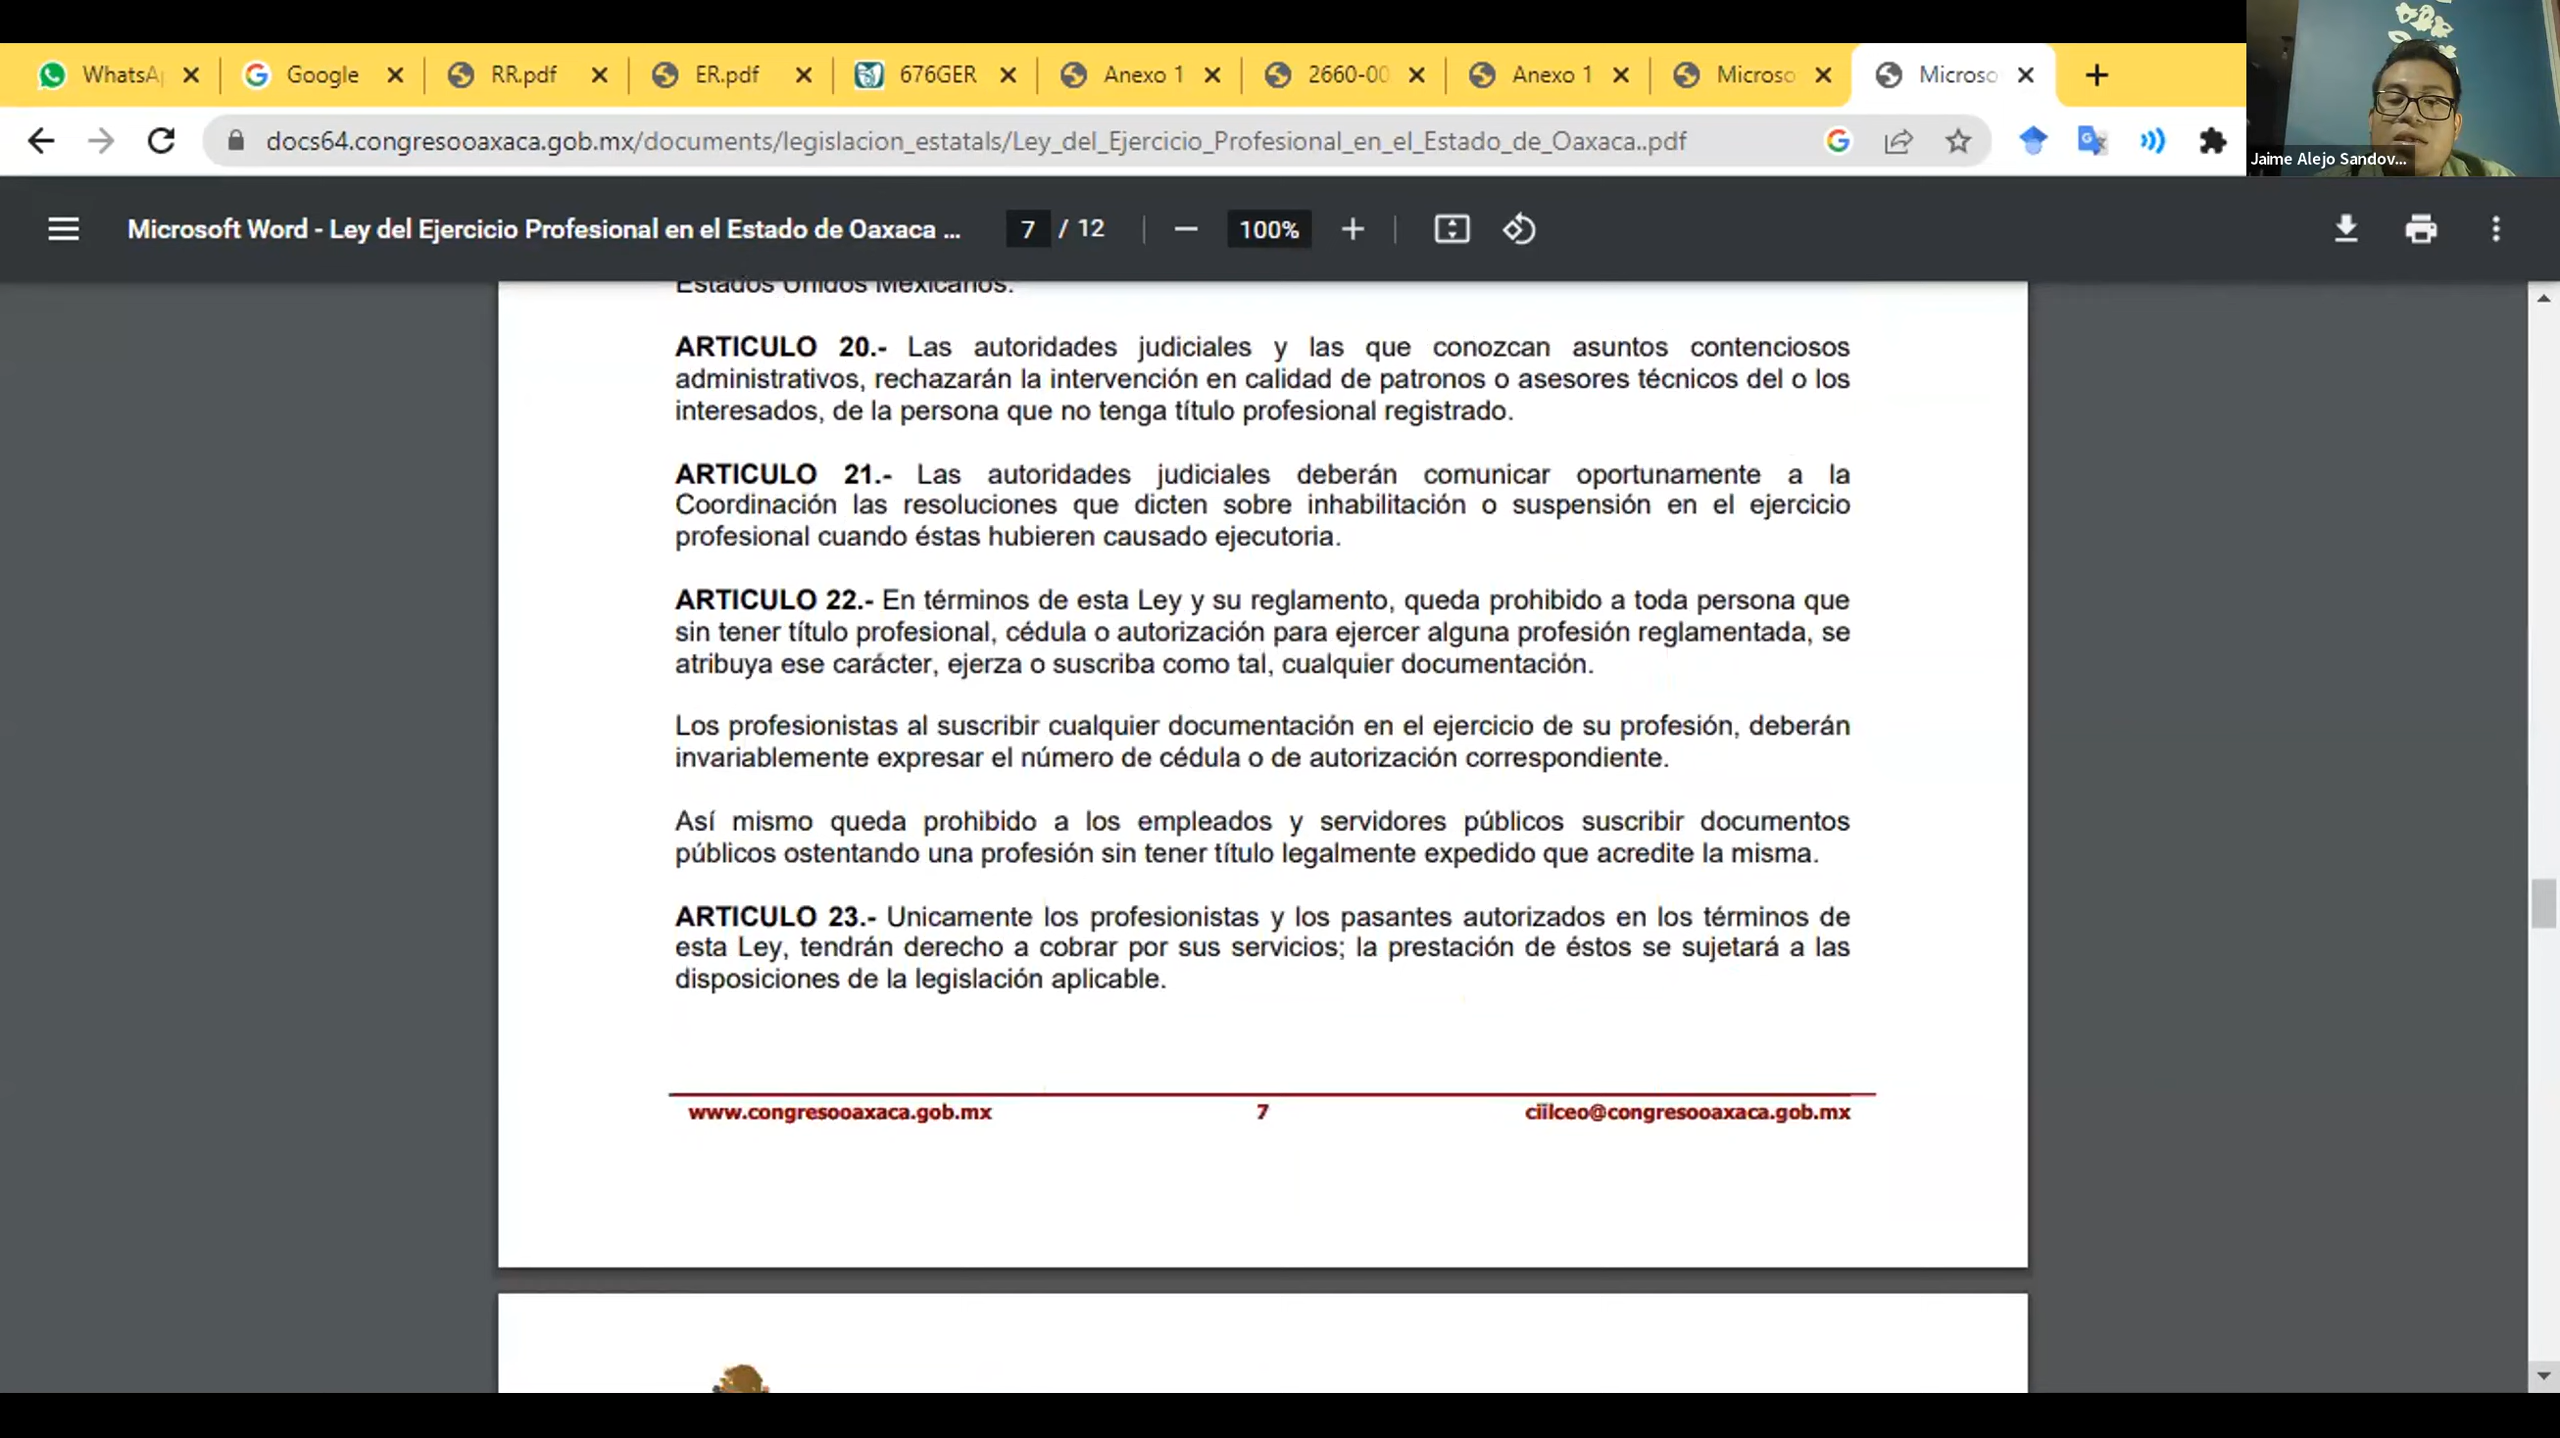 WhatsA
Google
RR.pdf
ER.pdf
676GER
Anexo 1
2660-00
Anexo 1
Microso
Microso
docs64.congresooaxaca.gob.mx/documents/legislacion_estatals/Ley_del_Ejercicio_Profesional_en_el_Estado_de_Oaxaca..pdf
Jaime Alejo Sandov...
Microsoft Word - Ley del Ejercicio Profesional en el Estado de Oaxaca ...
7 / 12
100%
Estados Unidos Mexicanos.
ARTICULO 20.- Las autoridades judiciales y las que conozcan asuntos contenciosos
administrativos, rechazarán la intervención en calidad de patronos o asesores técnicos del o los
interesados, de la persona que no tenga título profesional registrado.
ARTICULO 21.- Las autoridades judiciales deberán comunicar oportunamente a la
Coordinación las resoluciones que dicten sobre inhabilitación o suspensión en el ejercicio
profesional cuando éstas hubieren causado ejecutoria.
ARTICULO 22.- En términos de esta Ley y su reglamento, queda prohibido a toda persona que
sin tener título profesional, cédula o autorización para ejercer alguna profesión reglamentada, se
atribuya ese carácter, ejerza o suscriba como tal, cualquier documentación.
Los profesionistas al suscribir cualquier documentación en el ejercicio de su profesión, deberán
invariablemente expresar el número de cédula o de autorización correspondiente.
Así mismo queda prohibido a los empleados y servidores públicos suscribir documentos
públicos ostentando una profesión sin tener título legalmente expedido que acredite la misma.
ARTICULO 23.- Unicamente los profesionistas y los pasantes autorizados en los términos de
esta Ley, tendrán derecho a cobrar por sus servicios; la prestación de éstos se sujetará a las
disposiciones de la legislación aplicable.
www.congresooaxaca.gob.mx
7
ciilceo@congresooaxaca.gob.mx